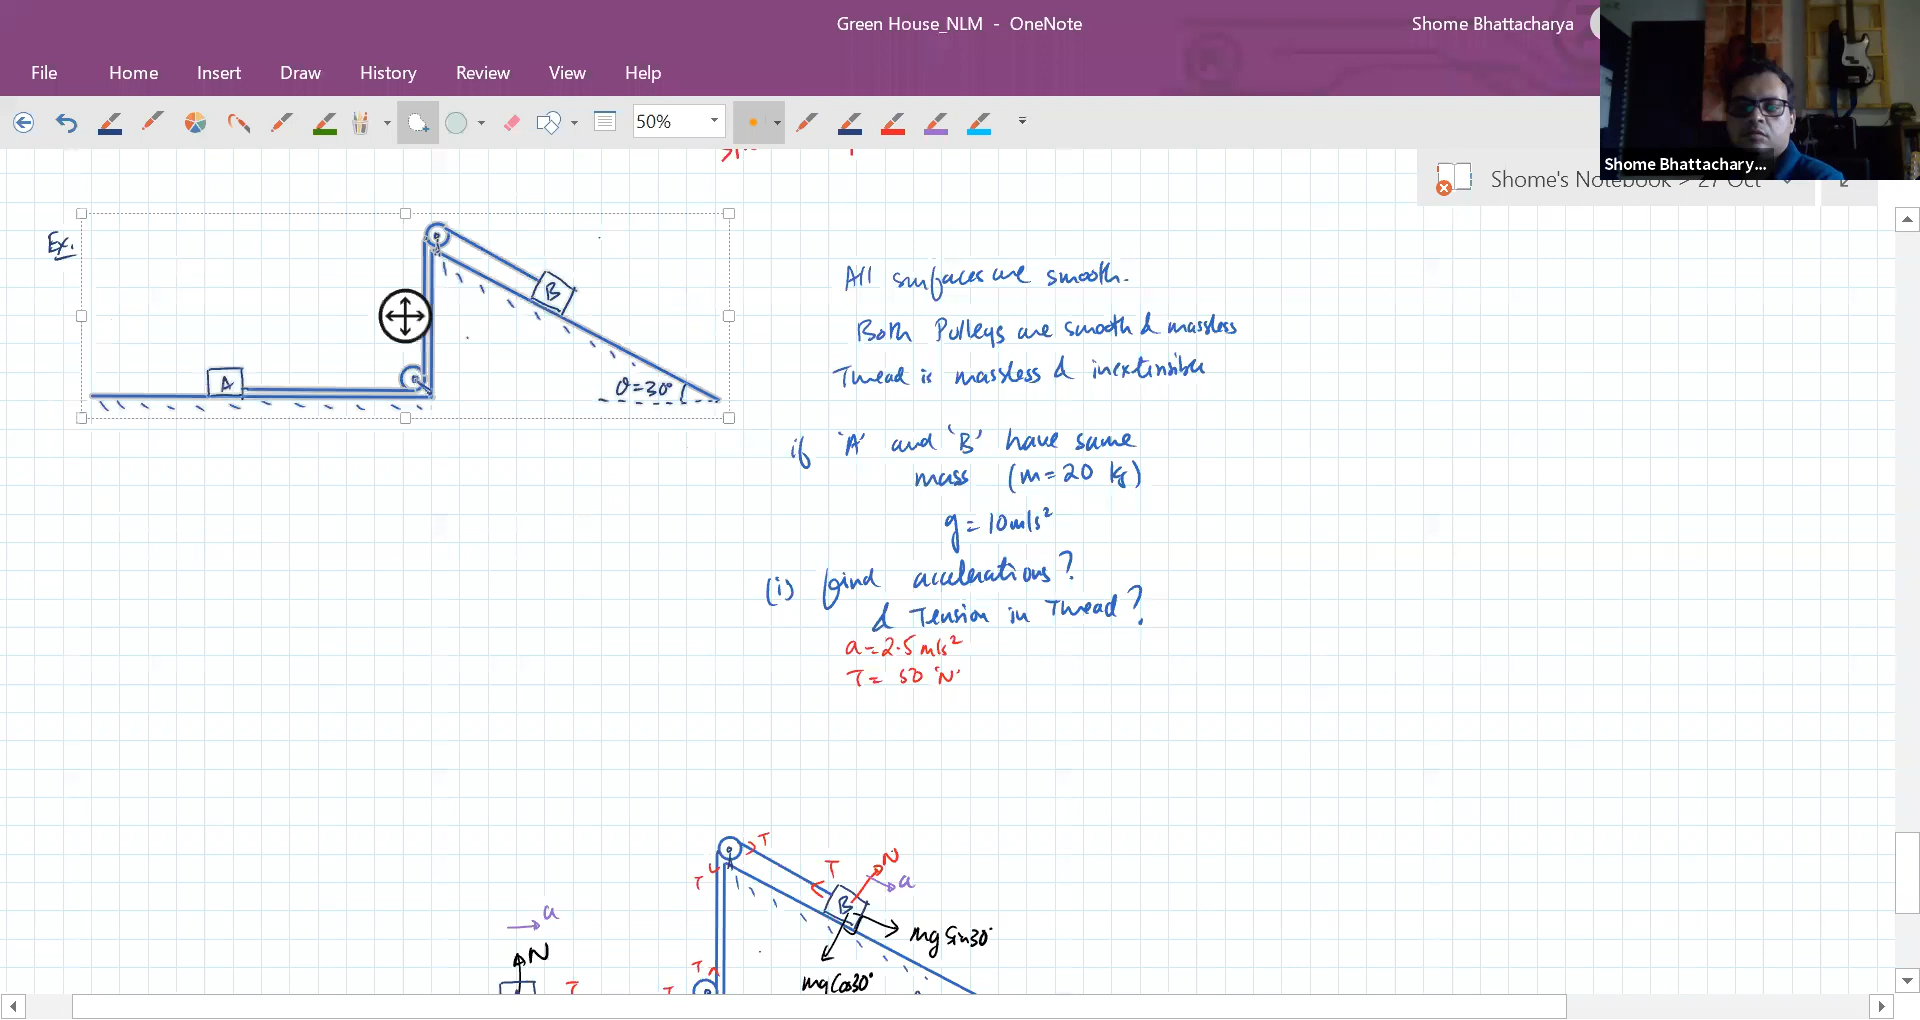 Green House_NLM - OneNote
Shome Bhattacharya
File Home Insert Draw History Review View Help
50%
Shome Bhattachary...
Shome's Notebook > 27 Oct
Ex.
B
A
θ=30°
All surfaces are smooth.
Both Pulleys are smooth & massless
Thread is massless & inextensible
if 'A' and 'B' have same
mass (m=20 kg)
g = 10m/s²
(i) find accelerations?
& Tension in Thread?
a=2.5 m/s²
T= 50 N
T
T
N
a
T
B
a
mg Sin30°
N
T
mg Cos30°
T
T